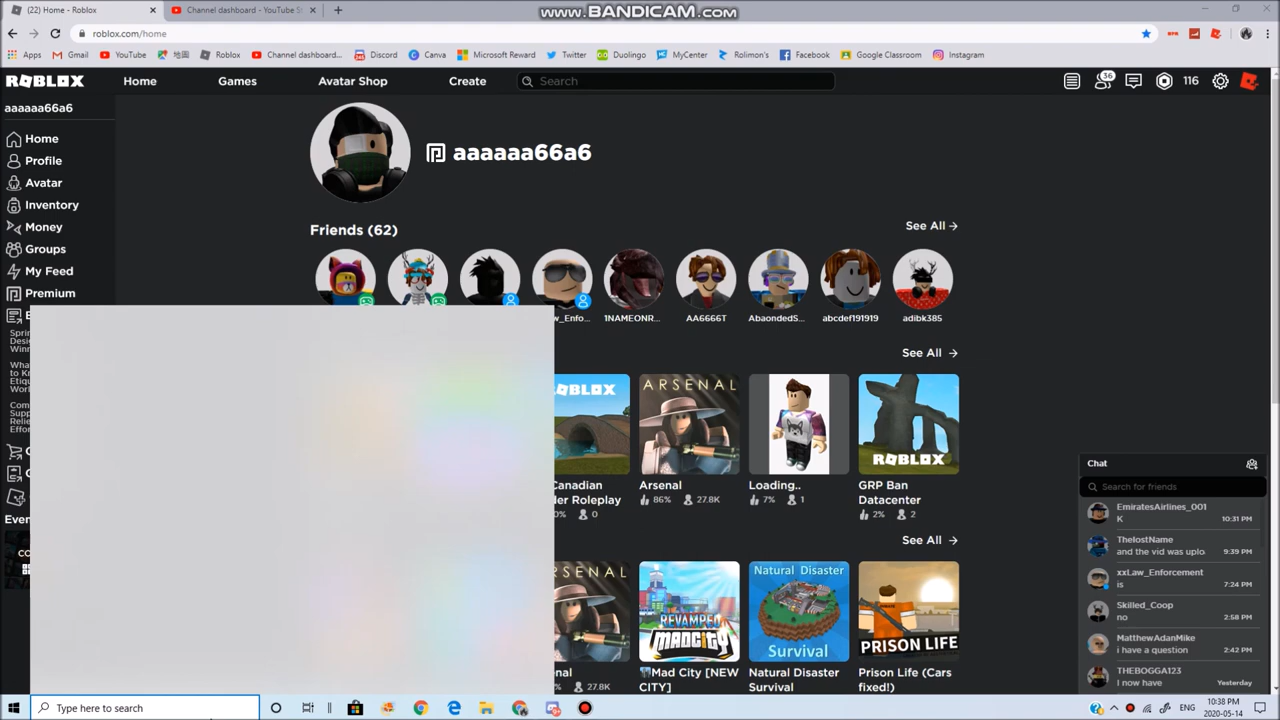 (22) Home - Roblox
Channel dashboard - YouTube St
www.BANDICAM.com
roblox.com/home
Apps
Gmail
YouTube
地圖
Roblox
Channel dashboard...
Discord
Canva
Microsoft Reward
Twitter
Duolingo
MyCenter
Rolimon's
Facebook
Google Classroom
Instagram
ROBLOX
Home
Games
Avatar Shop
Create
Search
36
116
aaaaaa66a6
Home
Profile
Avatar
Inventory
Money
Groups
My Feed
Premium
aaaaaa66a6
Friends (62)
See All
1NAMEONR...
AA6666T
AbaondedS...
abcdef191919
adibk385
See All
ROBLOX
ARSENAL
ROBLOX
Canadian
Arsenal
Loading..
GRP Ban
der Roleplay
Datacenter
0% 0
86% 27.8K
7% 1
2% 2
See All
ARSENAL
REVAMPED
MADCITY
Natural Disaster
Survival
PRISON LIFE
Mad City [NEW
CITY]
Natural Disaster
Survival
Prison Life (Cars
fixed!)
27.8K
Chat
Search for friends
EmiratesAirlines_001
K 10:31 PM
ThelostName
and the vid was uplo 9:39 PM
xxLaw_Enforcement
is 7:24 PM
Skilled_Coop
no 2:58 PM
MatthewAdanMike
i have a question 2:42 PM
THEBOGGA123
I now have Yesterday
Type here to search
10:38 PM
2020-05-14